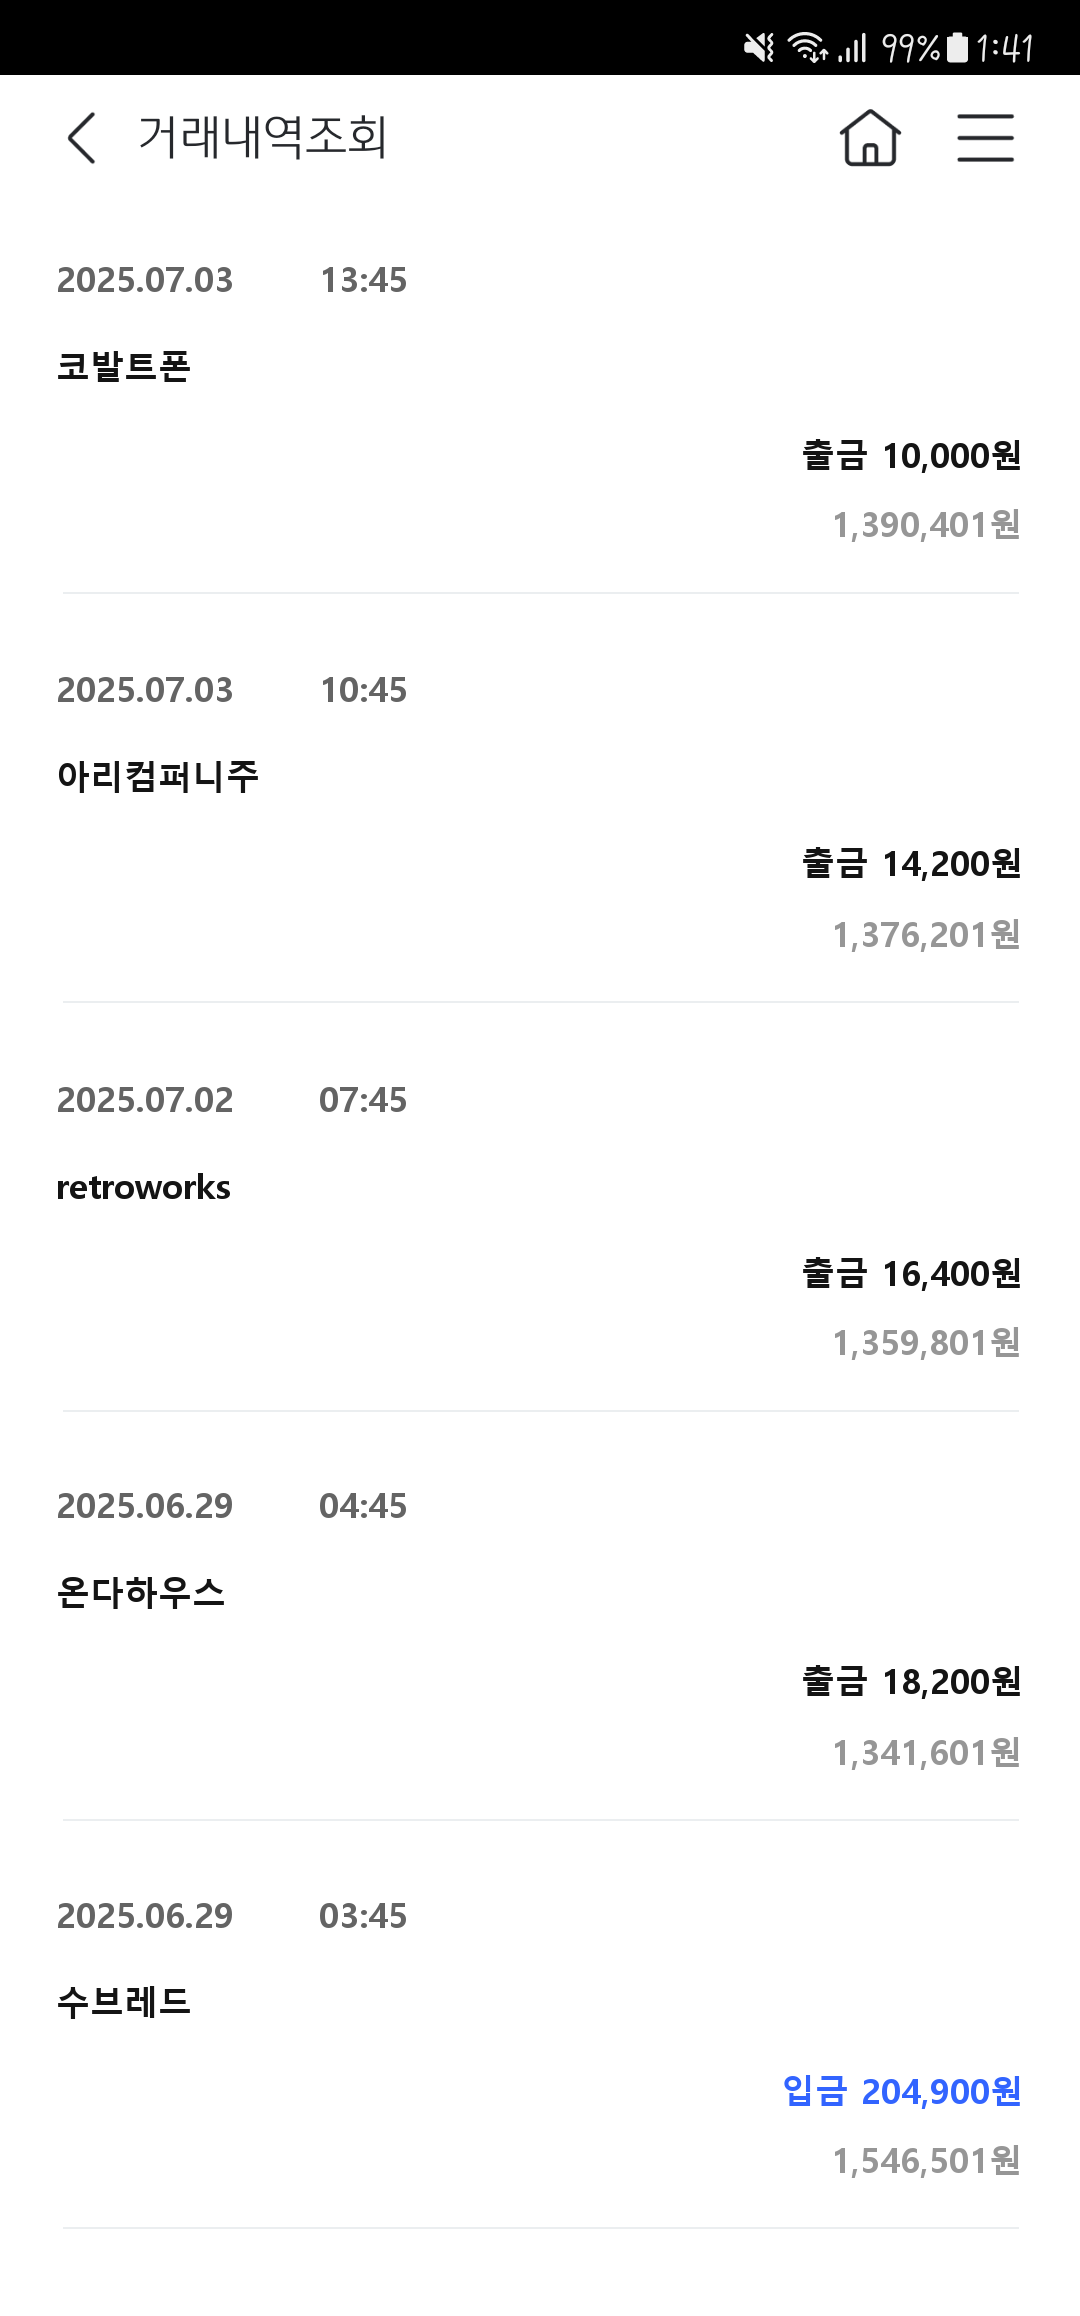 99% 1:41
거래내역조회
2025.07.03 13:45
코발트폰
출금 10,000원
1,390,401원
2025.07.03 10:45
아리컴퍼니주
출금 14,200원
1,376,201원
2025.07.02 07:45
retroworks
출금 16,400원
1,359,801원
2025.06.29 04:45
온다하우스
출금 18,200원
1,341,601원
2025.06.29 03:45
수브레드
입금 204,900원
1,546,501원